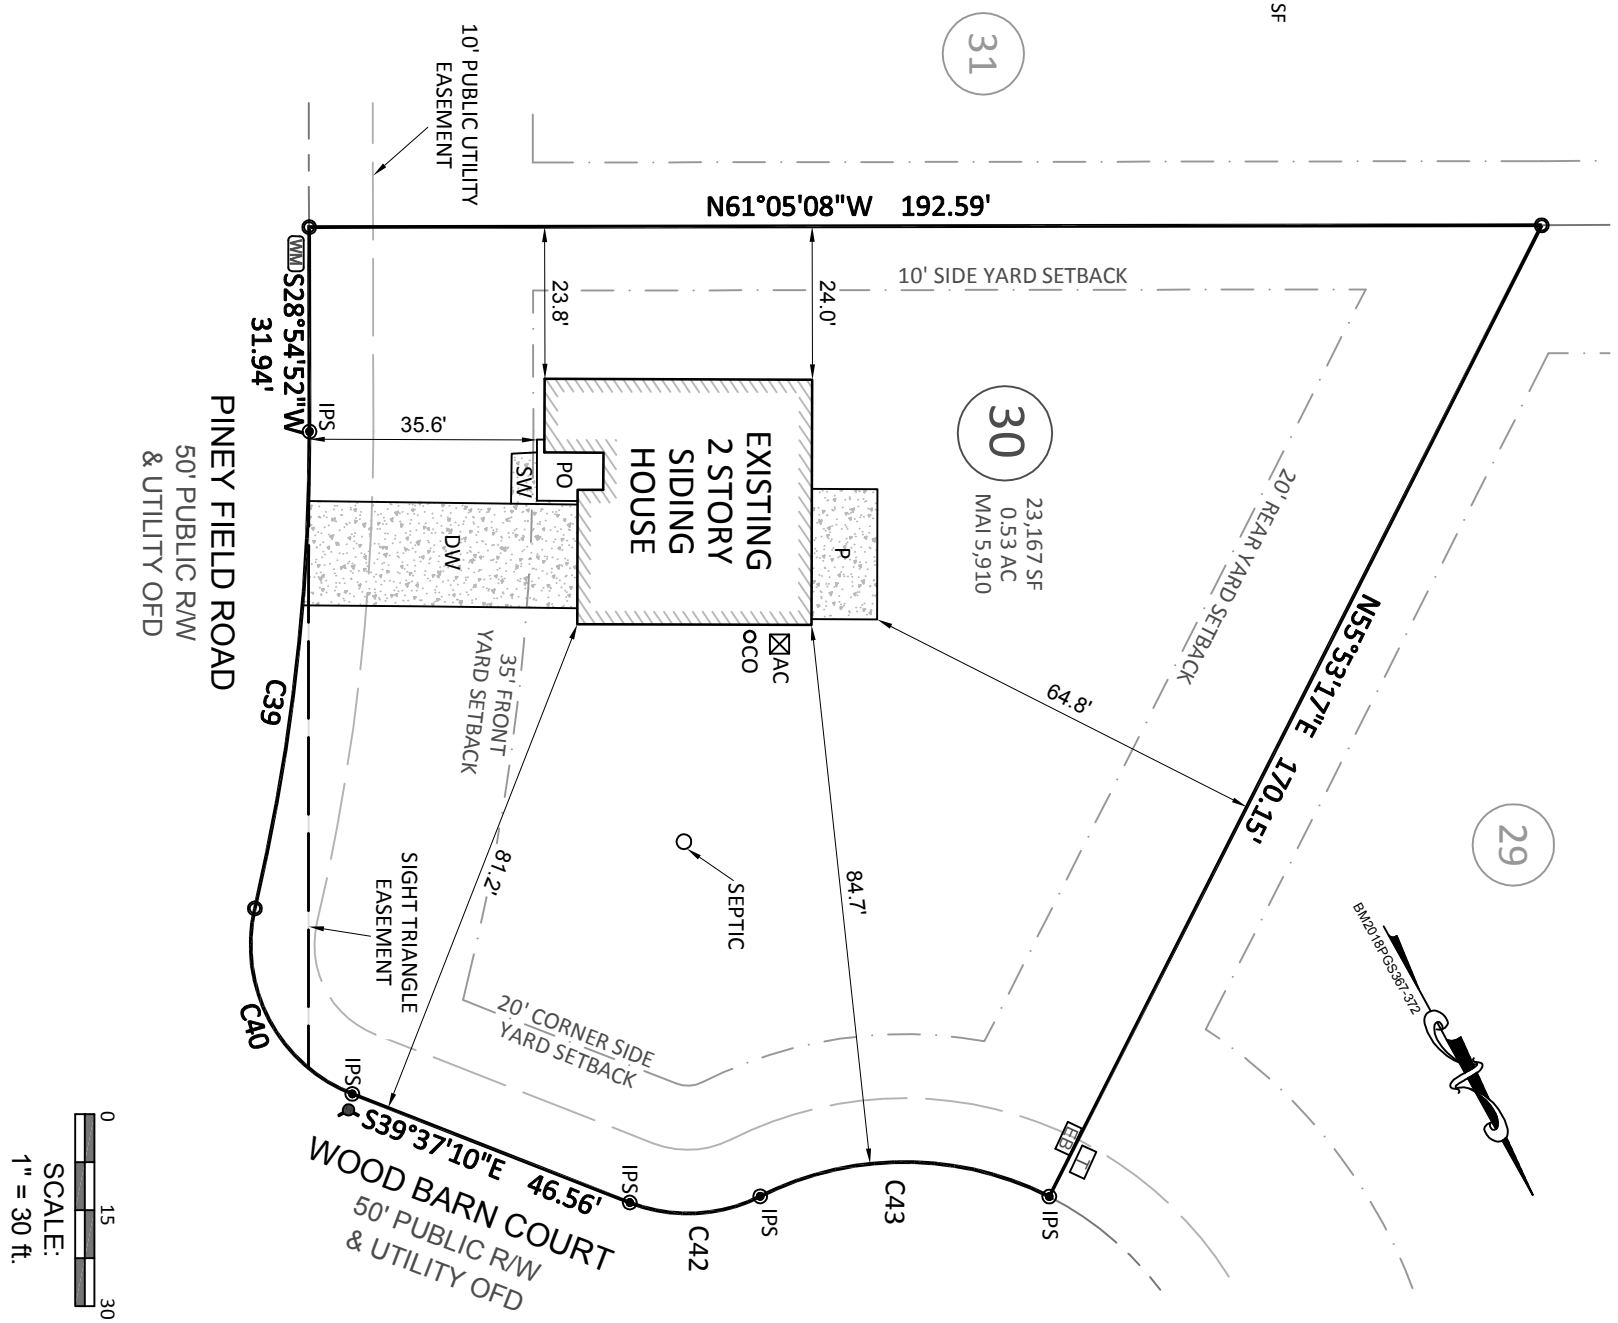 SF
31
10' PUBLIC UTILITY
EASEMENT
N61°05'08"W 192.59'
WM
S28°54'52"W
31.94'
IPS
10' SIDE YARD SETBACK
23.8'
24.0'
35.6'
EXISTING
2 STORY
SIDING
HOUSE
PO
SW
DW
P
30
23,167 SF
0.53 AC
MAI 5,910
20' REAR YARD SETBACK
N55°53'17"E 170.15'
PINEY FIELD ROAD
50' PUBLIC R/W
& UTILITY OFD
C39
35' FRONT
YARD SETBACK
AC
CO
64.8'
84.7'
81.2'
SEPTIC
29
BM2018PGS367-372
SIGHT TRIANGLE
EASEMENT
C40
20' CORNER SIDE
YARD SETBACK
IPS
S39°37'10"E 46.56'
IPS
WOOD BARN COURT
50' PUBLIC R/W
& UTILITY OFD
C42
IPS
C43
EB
T
IPS
0
15
30
SCALE:
1" = 30 ft.